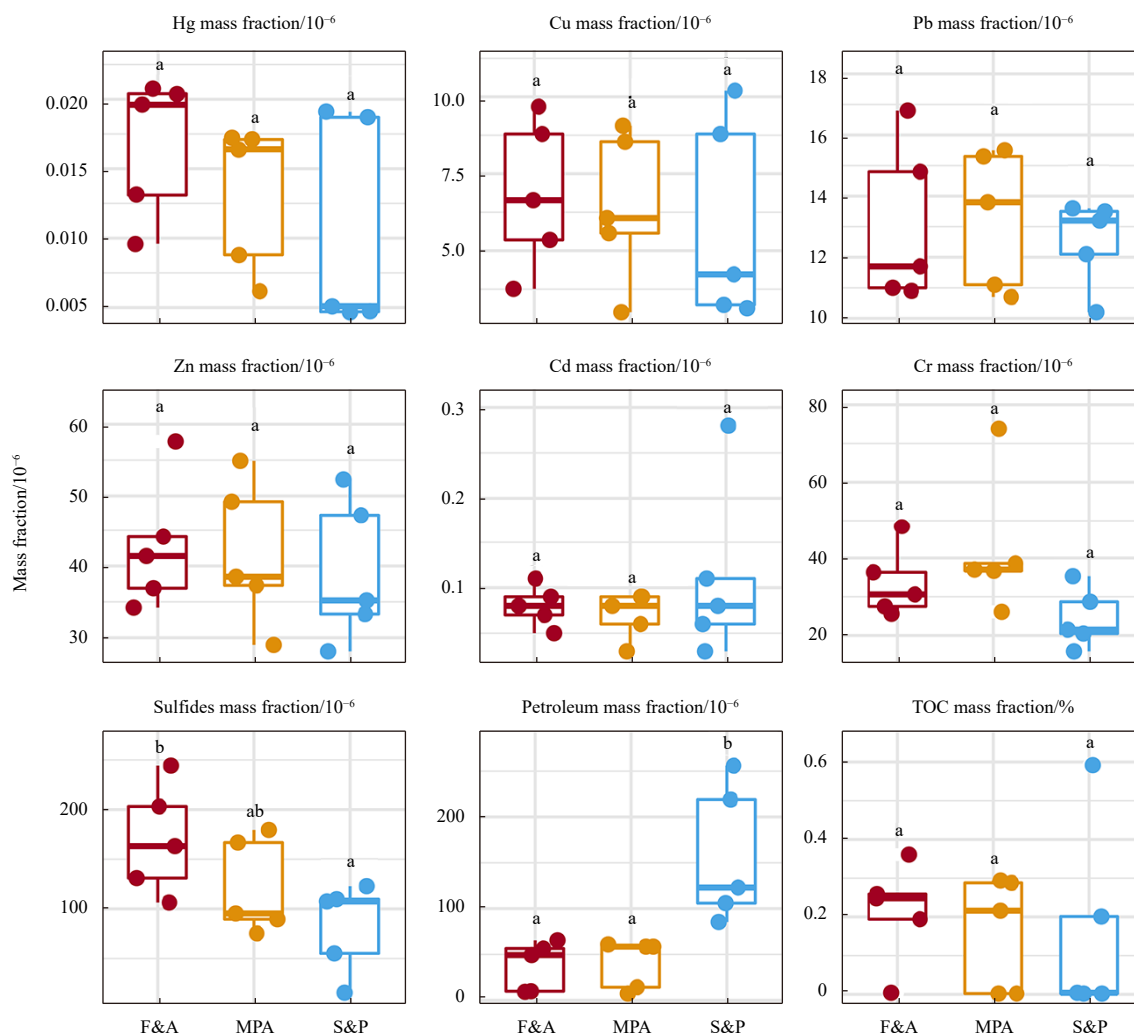 Hg mass fraction/10⁻⁶ Cu mass fraction/10⁻⁶ Pb mass fraction/10⁻⁶
a a a
a a a
a a a
0.020 10.0 18
0.015 7.5 16
0.010 5.0 14
0.005 12
10
Zn mass fraction/10⁻⁶ Cd mass fraction/10⁻⁶ Cr mass fraction/10⁻⁶
a a a
a a a
a a a
60 0.3 80
50 0.2 60
40 0.1 40
30 20
Mass fraction/10⁻⁶
Sulfides mass fraction/10⁻⁶ Petroleum mass fraction/10⁻⁶ TOC mass fraction/%
b ab a
a a b
a a a
200 200 0.6
100 100 0.4
0 0.2
0
F&A MPA S&P F&A MPA S&P F&A MPA S&P